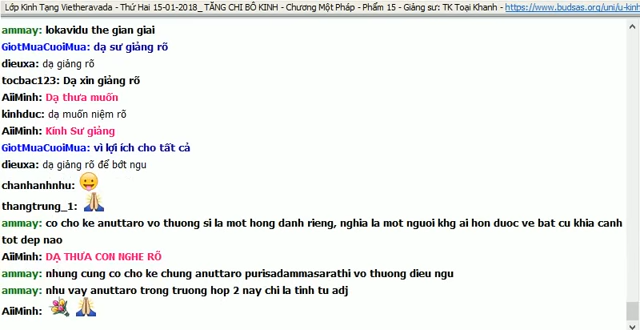 Lớp Kinh Tạng Vietheravada - Thứ Hai 15-01-2018_ TĂNG CHI BỘ KINH - Chương Một Pháp - Phẩm 15 - Giảng sư: TK Toại Khanh - https://www.budsas.org/uni/u-kinh
ammay: lokavidu the gian giai
GiotMuaCuoiMua: dạ sư giảng rõ
dieuxa: dạ giảng rõ
tocbac123: Dạ xin giảng rõ
AiiMinh: Dạ thưa muốn
kinhduc: dạ muốn niệm rõ
AiiMinh: Kính Sư giảng
GiotMuaCuoiMua: vì lợi ích cho tất cả
dieuxa: dạ giảng rõ để bớt ngu
chanhanhnhu:
thangtrung_1:
ammay: co cho ke anuttaro vo thuong si la mot hong danh rieng, nghia la mot nguoi khg ai hon duoc ve bat cu khia canh
tot dep nao
AiiMinh: DẠ THƯA CON NGHE RÕ
ammay: nhung cung co cho ke chung anuttaro purisadammasarathi vo thuong dieu ngu
ammay: nhu vay anuttaro trong truong hop 2 nay chi la tinh tu adj
AiiMinh: